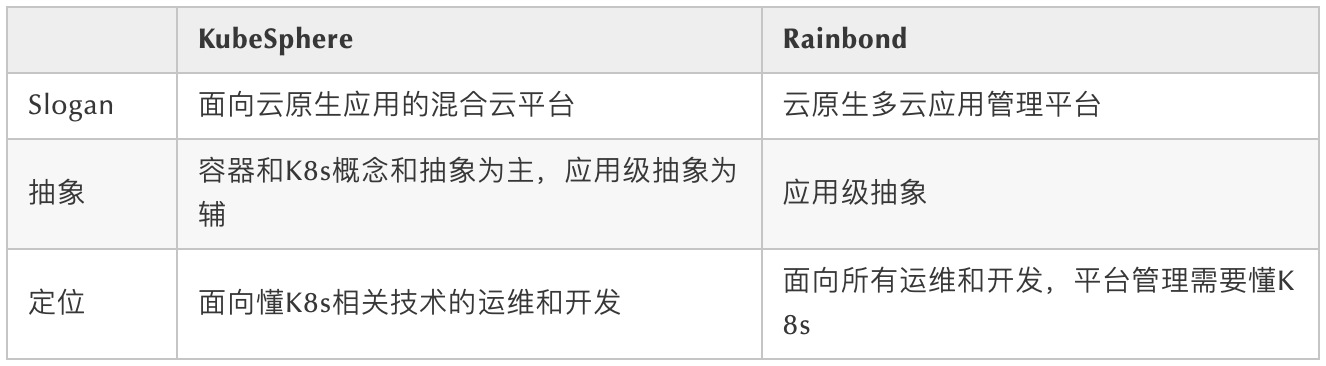 KubeSphere
Rainbond
Slogan
面向云原生应用的混合云平台
云原生多云应用管理平台
抽象
容器和K8s概念和抽象为主，应用级抽象为
辅
应用级抽象
定位
面向懂K8s相关技术的运维和开发
面向所有运维和开发，平台管理需要懂K
8s